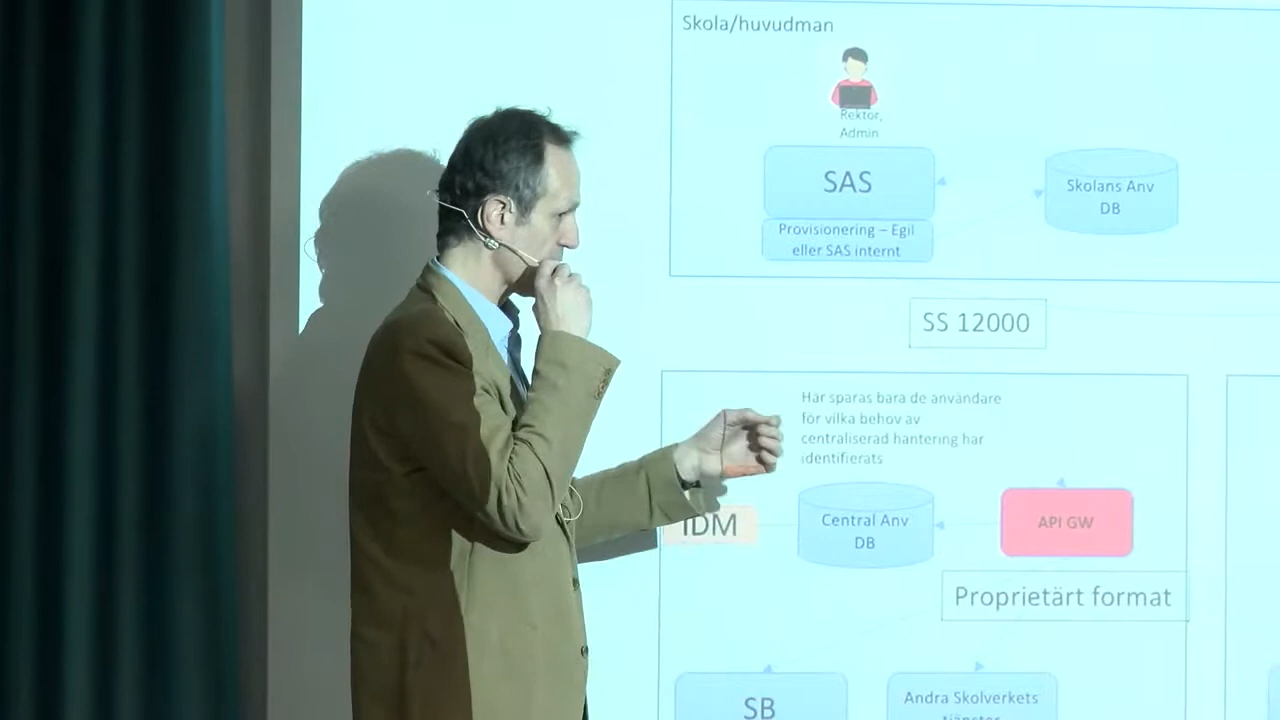 Skola/huvudman
Rektor,
Admin
SAS
Provisionering – Egil
eller SAS internt
Skolans Anv
DB
SS 12000
Här sparas bara de användare
för vilka behov av
centraliserad hantering har
identifierats
IDM
Central Anv
DB
API GW
Proprietärt format
SB
Andra Skolverkets
tjänster